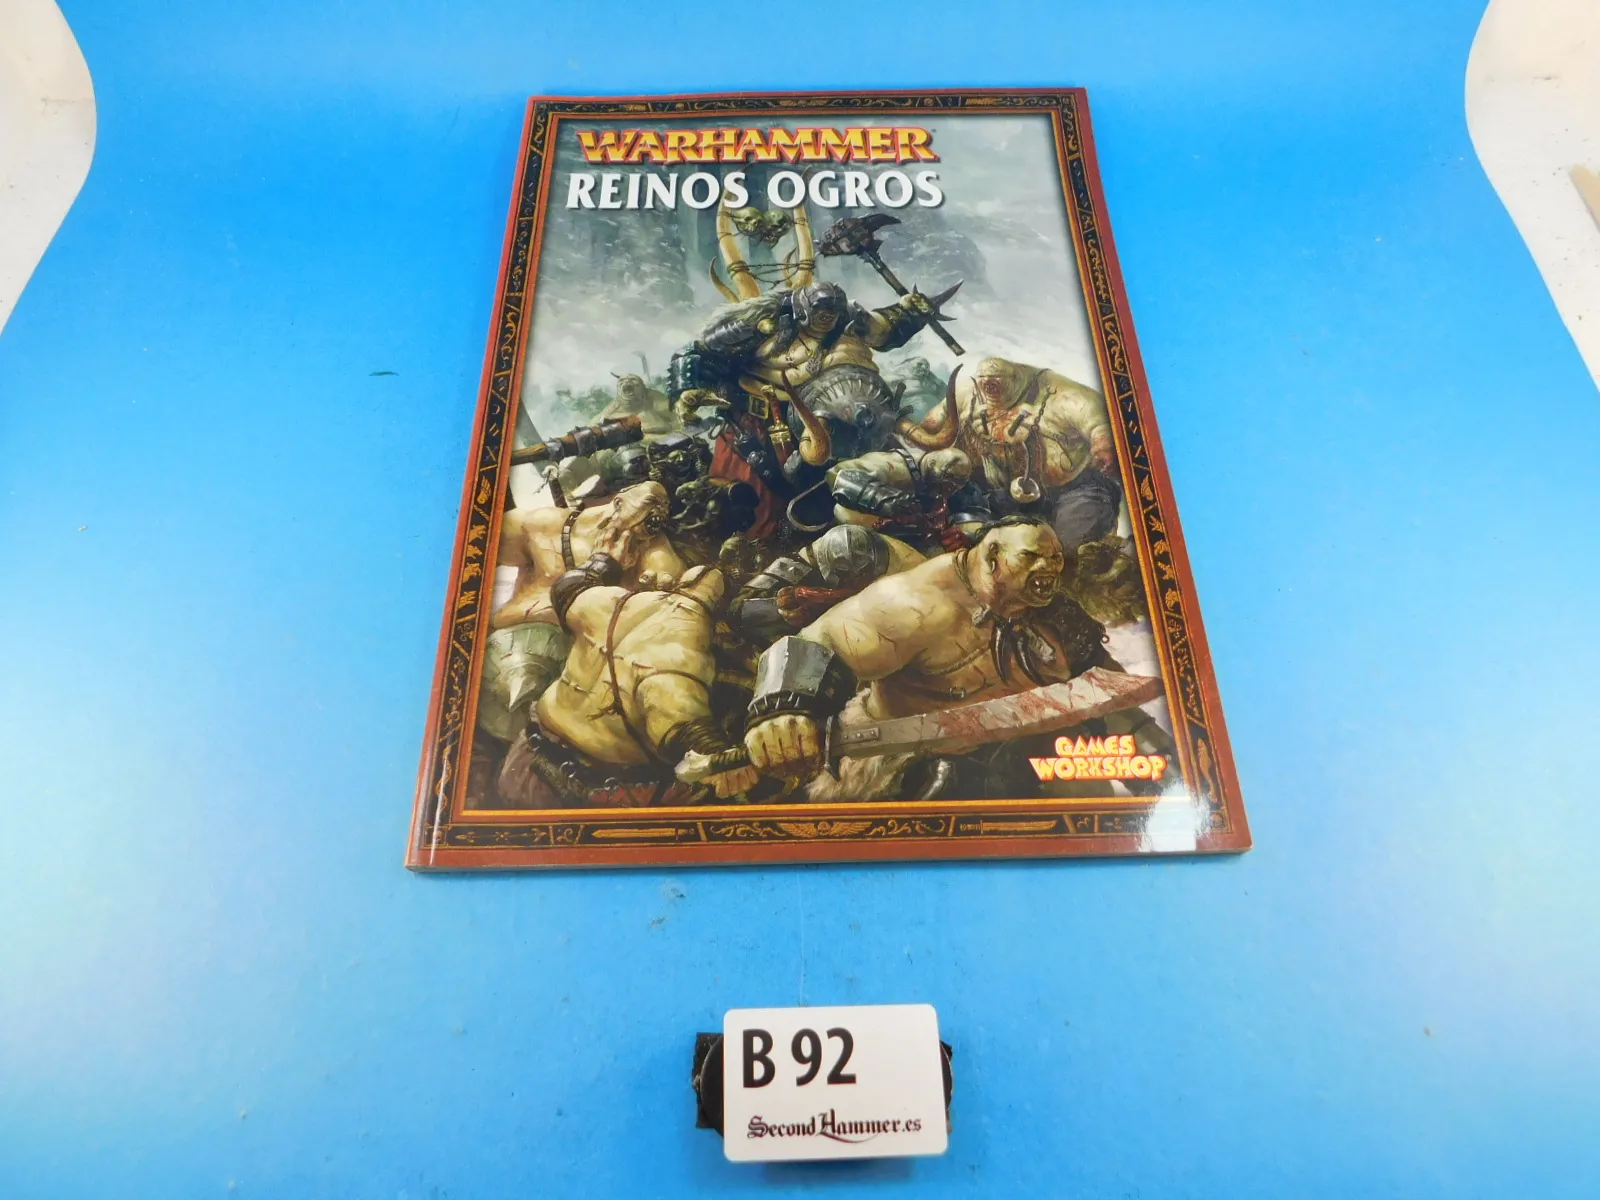 WARHAMMER
REINOS OGROS
GAMES
WORKSHOP
B 92
SecondHammer.es